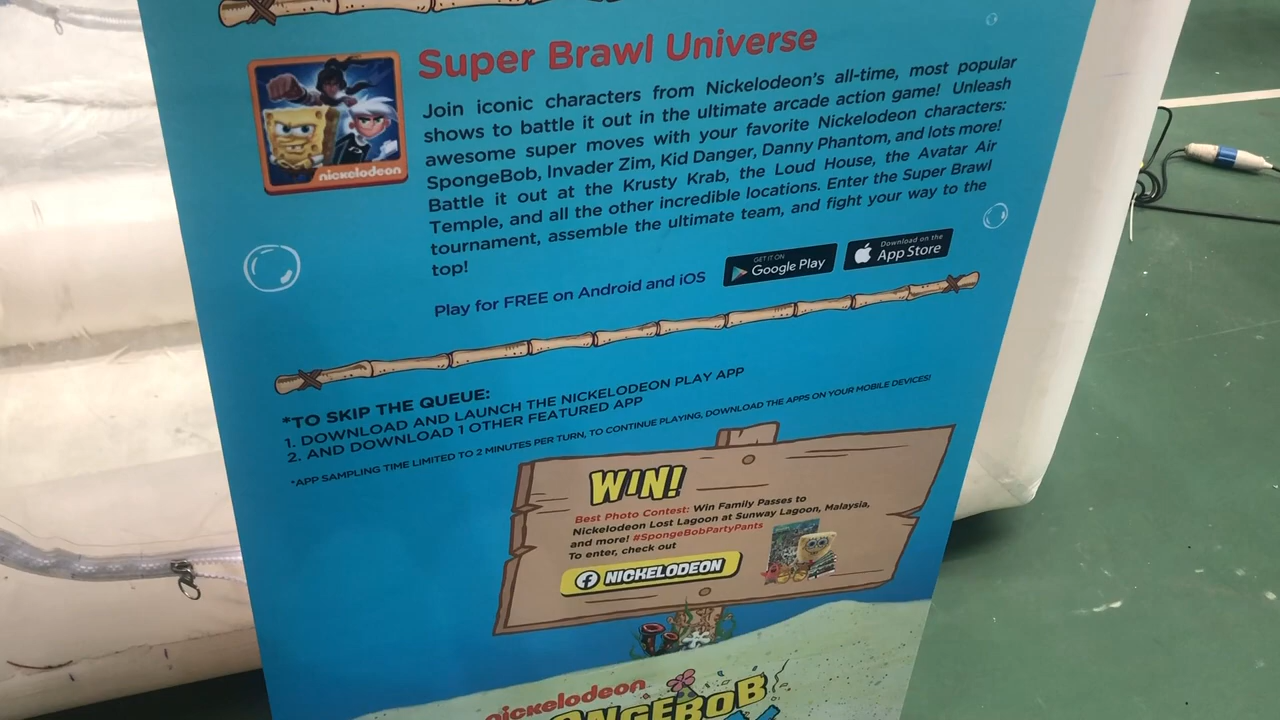 Super Brawl Universe
nickelodeon
Join iconic characters from Nickelodeon's all-time, most popular
shows to battle it out in the ultimate arcade action game! Unleash
awesome super moves with your favorite Nickelodeon characters:
SpongeBob, Invader Zim, Kid Danger, Danny Phantom, and lots more!
Battle it out at the Krusty Krab, the Loud House, the Avatar Air
Temple, and all the other incredible locations. Enter the Super Brawl
tournament, assemble the ultimate team, and fight your way to the
top!
Play for FREE on Android and iOS
GET IT ON
Google Play
Download on the
App Store
*TO SKIP THE QUEUE:
1. DOWNLOAD AND LAUNCH THE NICKELODEON PLAY APP
2. AND DOWNLOAD 1 OTHER FEATURED APP
*APP SAMPLING TIME LIMITED TO 2 MINUTES PER TURN, TO CONTINUE PLAYING, DOWNLOAD THE APPS ON YOUR MOBILE DEVICES!
WIN!
Best Photo Contest: Win Family Passes to
Nickelodeon Lost Lagoon at Sunway Lagoon, Malaysia,
and more! #SpongeBobPartyPants
To enter, check out
f NICKELODEON
nickelodeon